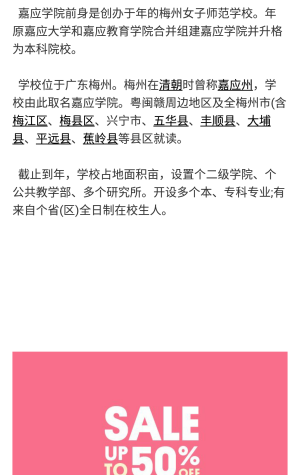 嘉应学院前身是创办于年的梅州女子师范学校。年
原嘉应大学和嘉应教育学院合并组建嘉应学院并升格
为本科院校。
学校位于广东梅州。梅州在清朝时曾称嘉应州，学
校由此取名嘉应学院。粤闽赣周边地区及全梅州市(含
梅江区、梅县区、兴宁市、五华县、丰顺县、大埔
县、平远县、蕉岭县等县区就读。
截止到年，学校占地面积亩，设置个二级学院、个
公共教学部、多个研究所。开设多个本、专科专业;有
来自个省(区)全日制在校生人。
SALE
UP TO 50% OFF